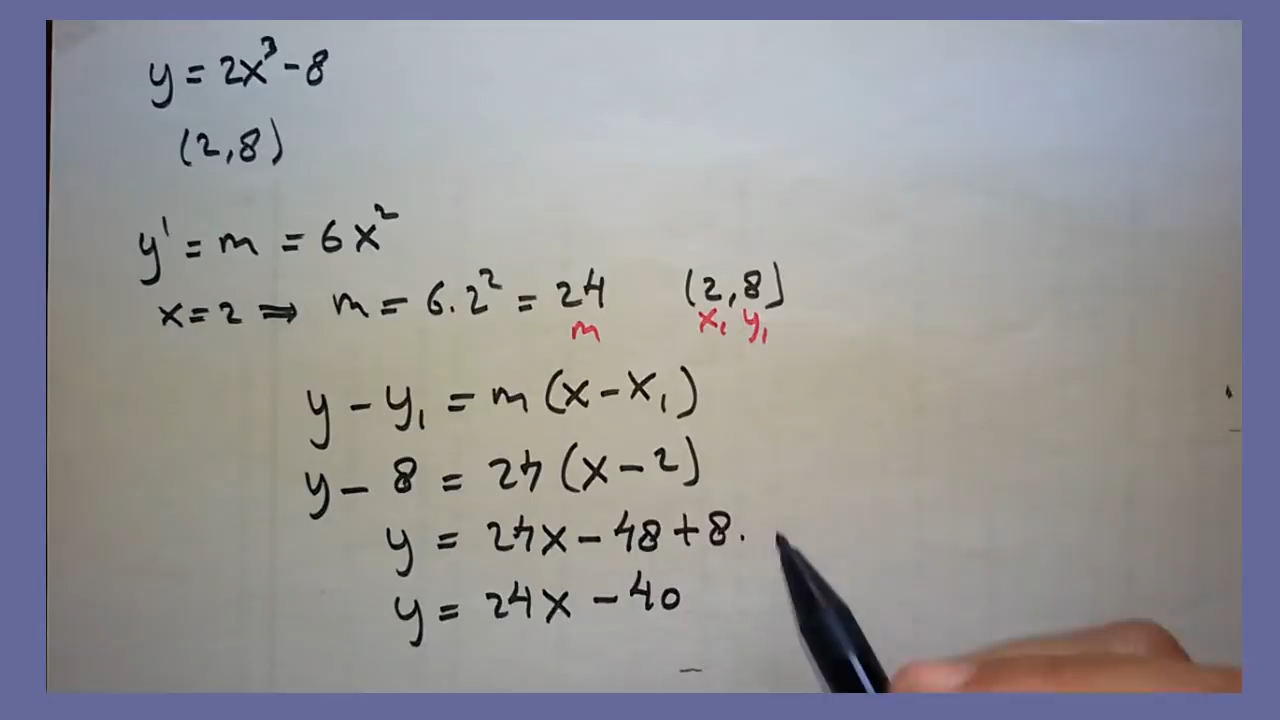 y = 2x³ - 8
(2,8)
y' = m = 6x²
x = 2 ⇒ m = 6.2² = 24 (2,8)
m x₁ y₁
y - y₁ = m (x - x₁)
y - 8 = 24 (x - 2)
y = 24x - 48 + 8.
y = 24x - 40